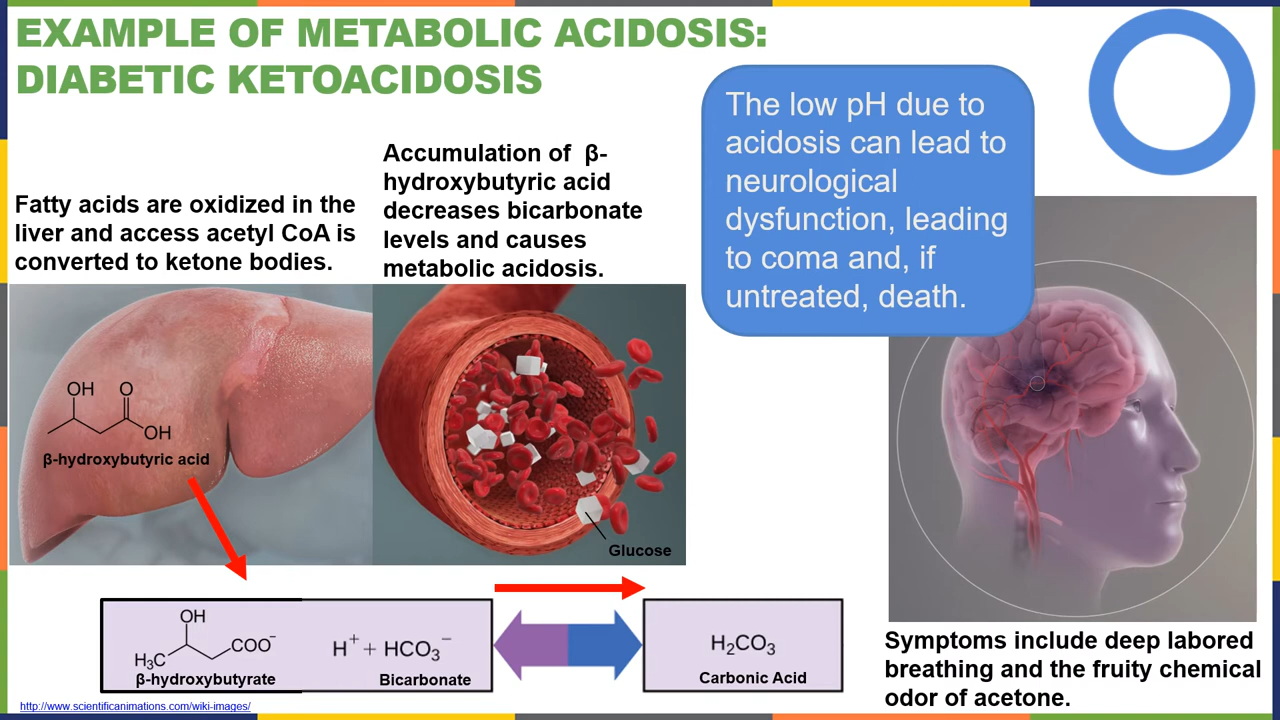 EXAMPLE OF METABOLIC ACIDOSIS:
DIABETIC KETOACIDOSIS
Fatty acids are oxidized in the
liver and access acetyl CoA is
converted to ketone bodies.
Accumulation of β-
hydroxybutyric acid
decreases bicarbonate
levels and causes
metabolic acidosis.
The low pH due to
acidosis can lead to
neurological
dysfunction, leading
to coma and, if
untreated, death.
OH
O
OH
β-hydroxybutyric acid
Glucose
OH
COO⁻
H₃C
β-hydroxybutyrate
H⁺ + HCO₃⁻
Bicarbonate
H₂CO₃
Carbonic Acid
Symptoms include deep labored
breathing and the fruity chemical
odor of acetone.
http://www.scientificanimations.com/wiki-images/